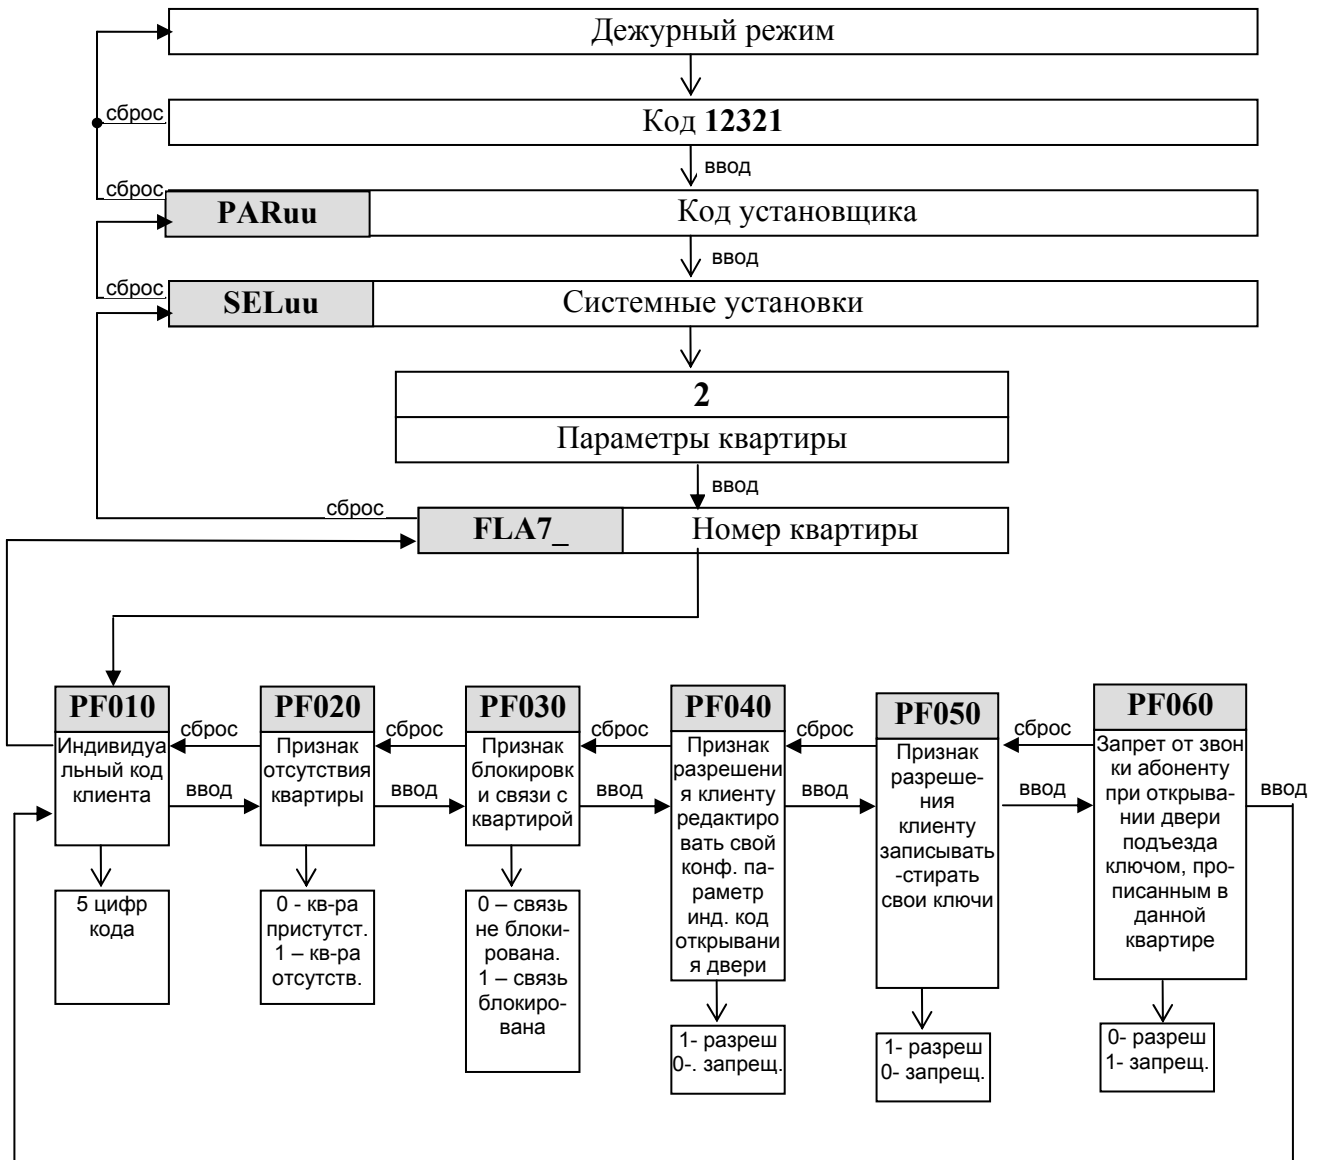 Дежурный режим
сброс
Код 12321
ввод
сброс
PARuu
Код установщика
ввод
сброс
SELuu
Системные установки
2
Параметры квартиры
ввод
сброс
FLA7_
Номер квартиры
PF010
Индивидуа
льный код
клиента
сброс
ввод
PF020
Признак
отсутствия
квартиры
сброс
ввод
PF030
Признак
блокировк
и связи с
квартирой
сброс
ввод
PF040
Признак
разрешени
я клиенту
редактиро
вать свой
конф. па-
раметр
инд. код
открывани
я двери
сброс
ввод
PF050
Признак
разреше-
ния
клиенту
записывать
-стирать
свои ключи
сброс
ввод
PF060
Запрет от звон
ки абоненту
при открыва-
нии двери
подъезда
ключом, про-
писанным в
данной
квартире
ввод
5 цифр
кода
0 - кв-ра
пристутст.
1 – кв-ра
отсутств.
0 – связь
не блоки-
рована.
1 – связь
блокиро-
вана
1- разреш
0-. запрещ.
1- разреш
0- запрещ.
0- разреш
1- запрещ.